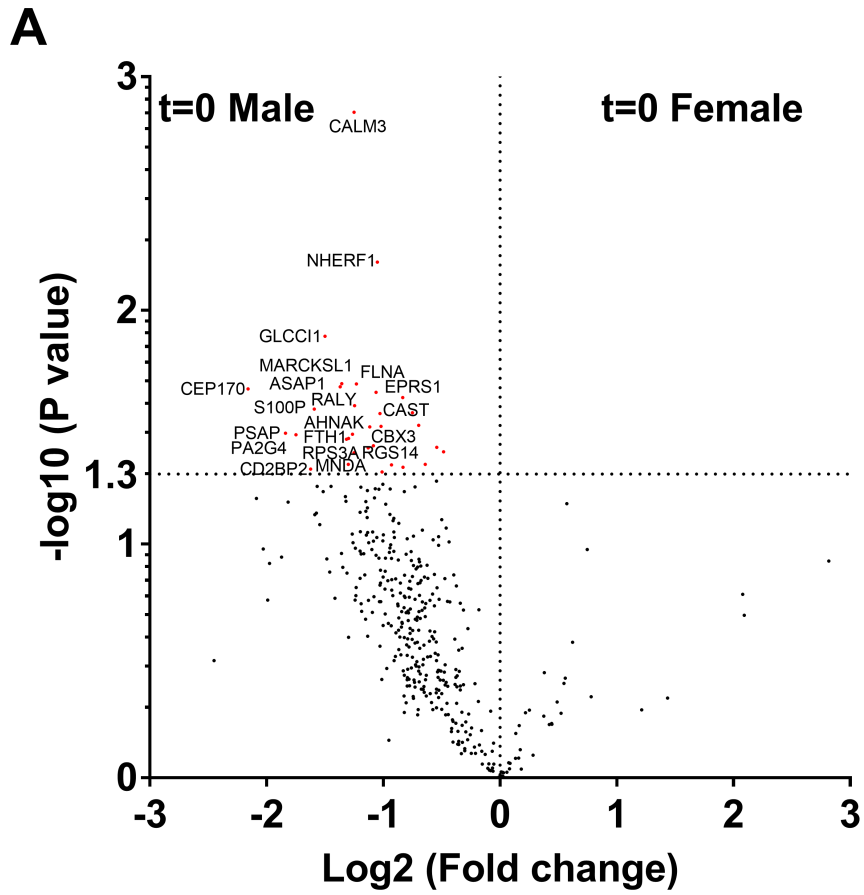 A
3
t=0 Male
t=0 Female
CALM3
NHERF1
2
GLCCI1
MARCKSL1
FLNA
CEP170
ASAP1
EPRS1
RALY
S100P
CAST
AHNAK
PSAP
FTH1
CBX3
PA2G4
RPS3A
RGS14
CD2BP2
MNDA
1.3
1
0
-log10 (P value)
-3
-2
-1
0
1
2
3
Log2 (Fold change)